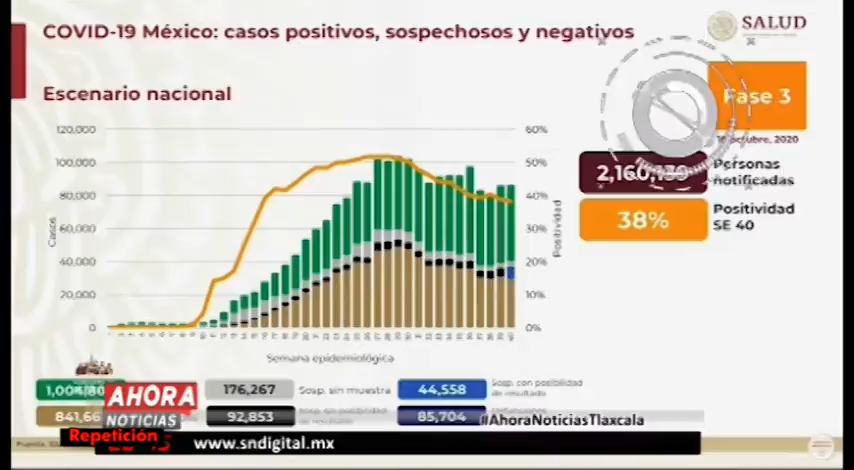 COVID-19 México: casos positivos, sospechosos y negativos
SALUD
Escenario nacional
Fase 3
16 octubre, 2020
120,000
100,000
80,000
60,000
40,000
20,000
0
Casos
60%
50%
40%
30%
20%
10%
0%
Positividad
Semana epidemiológica
Personas
notificadas
38%
Positividad
SE 40
176,267
Sosp. sin muestra
44,558
Sosp. con posibilidad
de resultado
92,853
85,704
AHORA
NOTICIAS
#AhoraNoticiasTlaxcala
Repetición
www.sndigital.mx